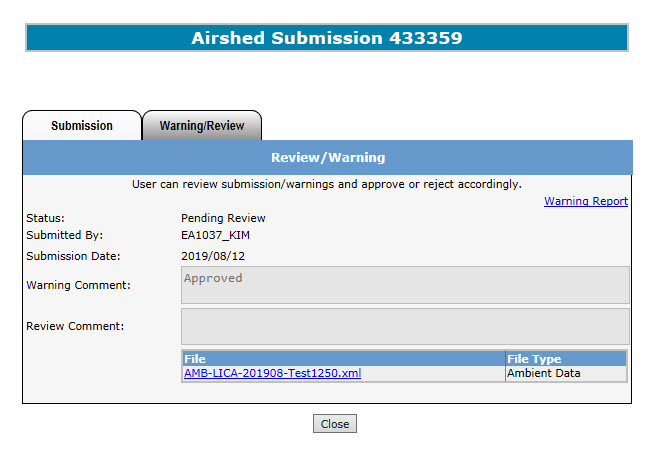 Airshed Submission 433359
Submission
Warning/Review
Review/Warning
User can review submission/warnings and approve or reject accordingly.
Warning Report
Status: Pending Review
Submitted By: EA1037_KIM
Submission Date: 2019/08/12
Warning Comment: Approved
Review Comment:
File File Type
AMB-LICA-201908-Test1250.xml Ambient Data
Close